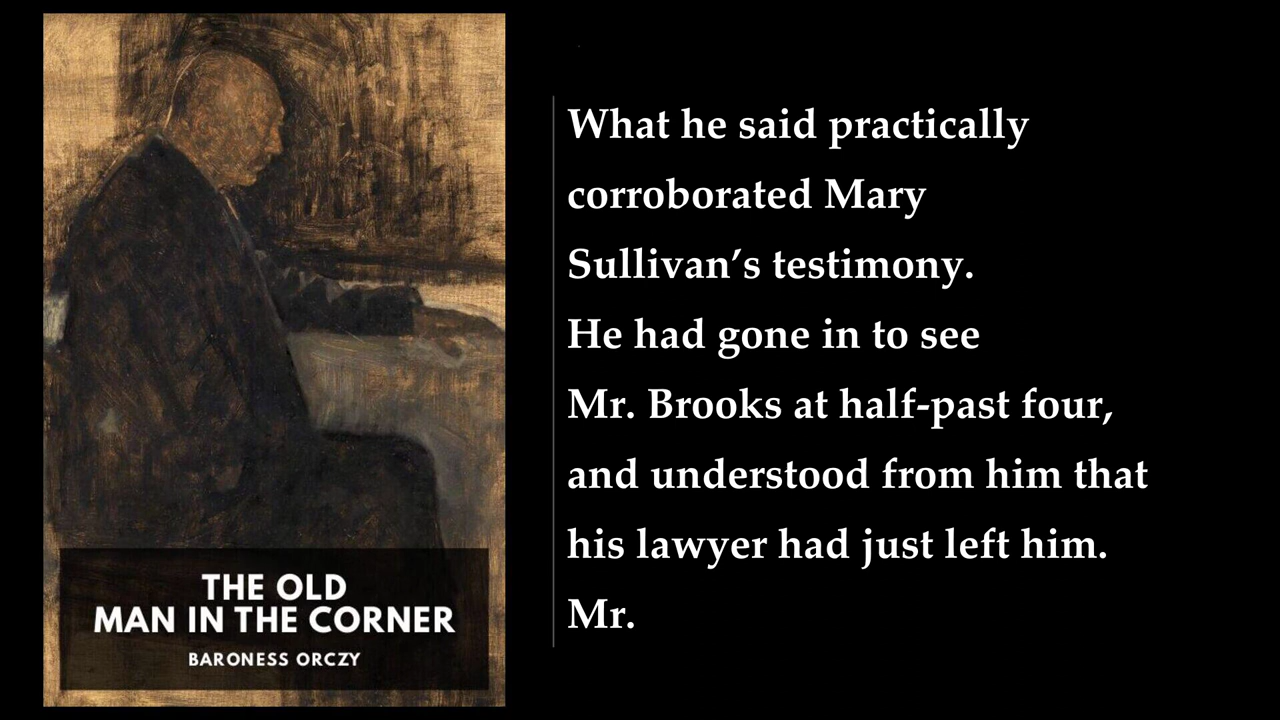 THE OLD
MAN IN THE CORNER
BARONESS ORCZY
What he said practically
corroborated Mary
Sullivan’s testimony.
He had gone in to see
Mr. Brooks at half-past four,
and understood from him that
his lawyer had just left him.
Mr.